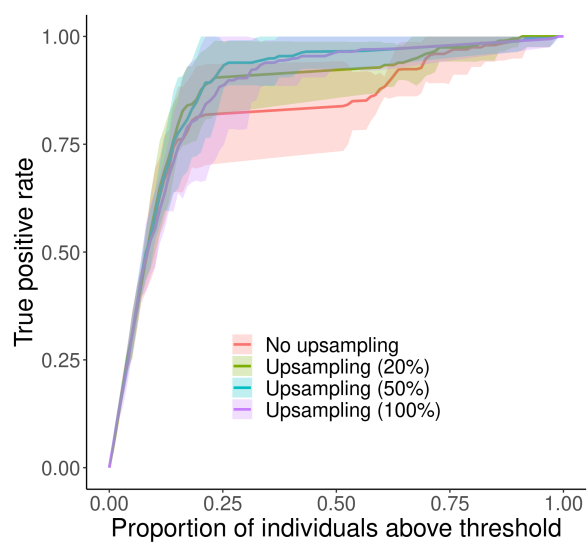 1.00
0.75
0.50
0.25
0.00
True positive rate
No upsampling
Upsampling (20%)
Upsampling (50%)
Upsampling (100%)
0.00 0.25 0.50 0.75 1.00
Proportion of individuals above threshold